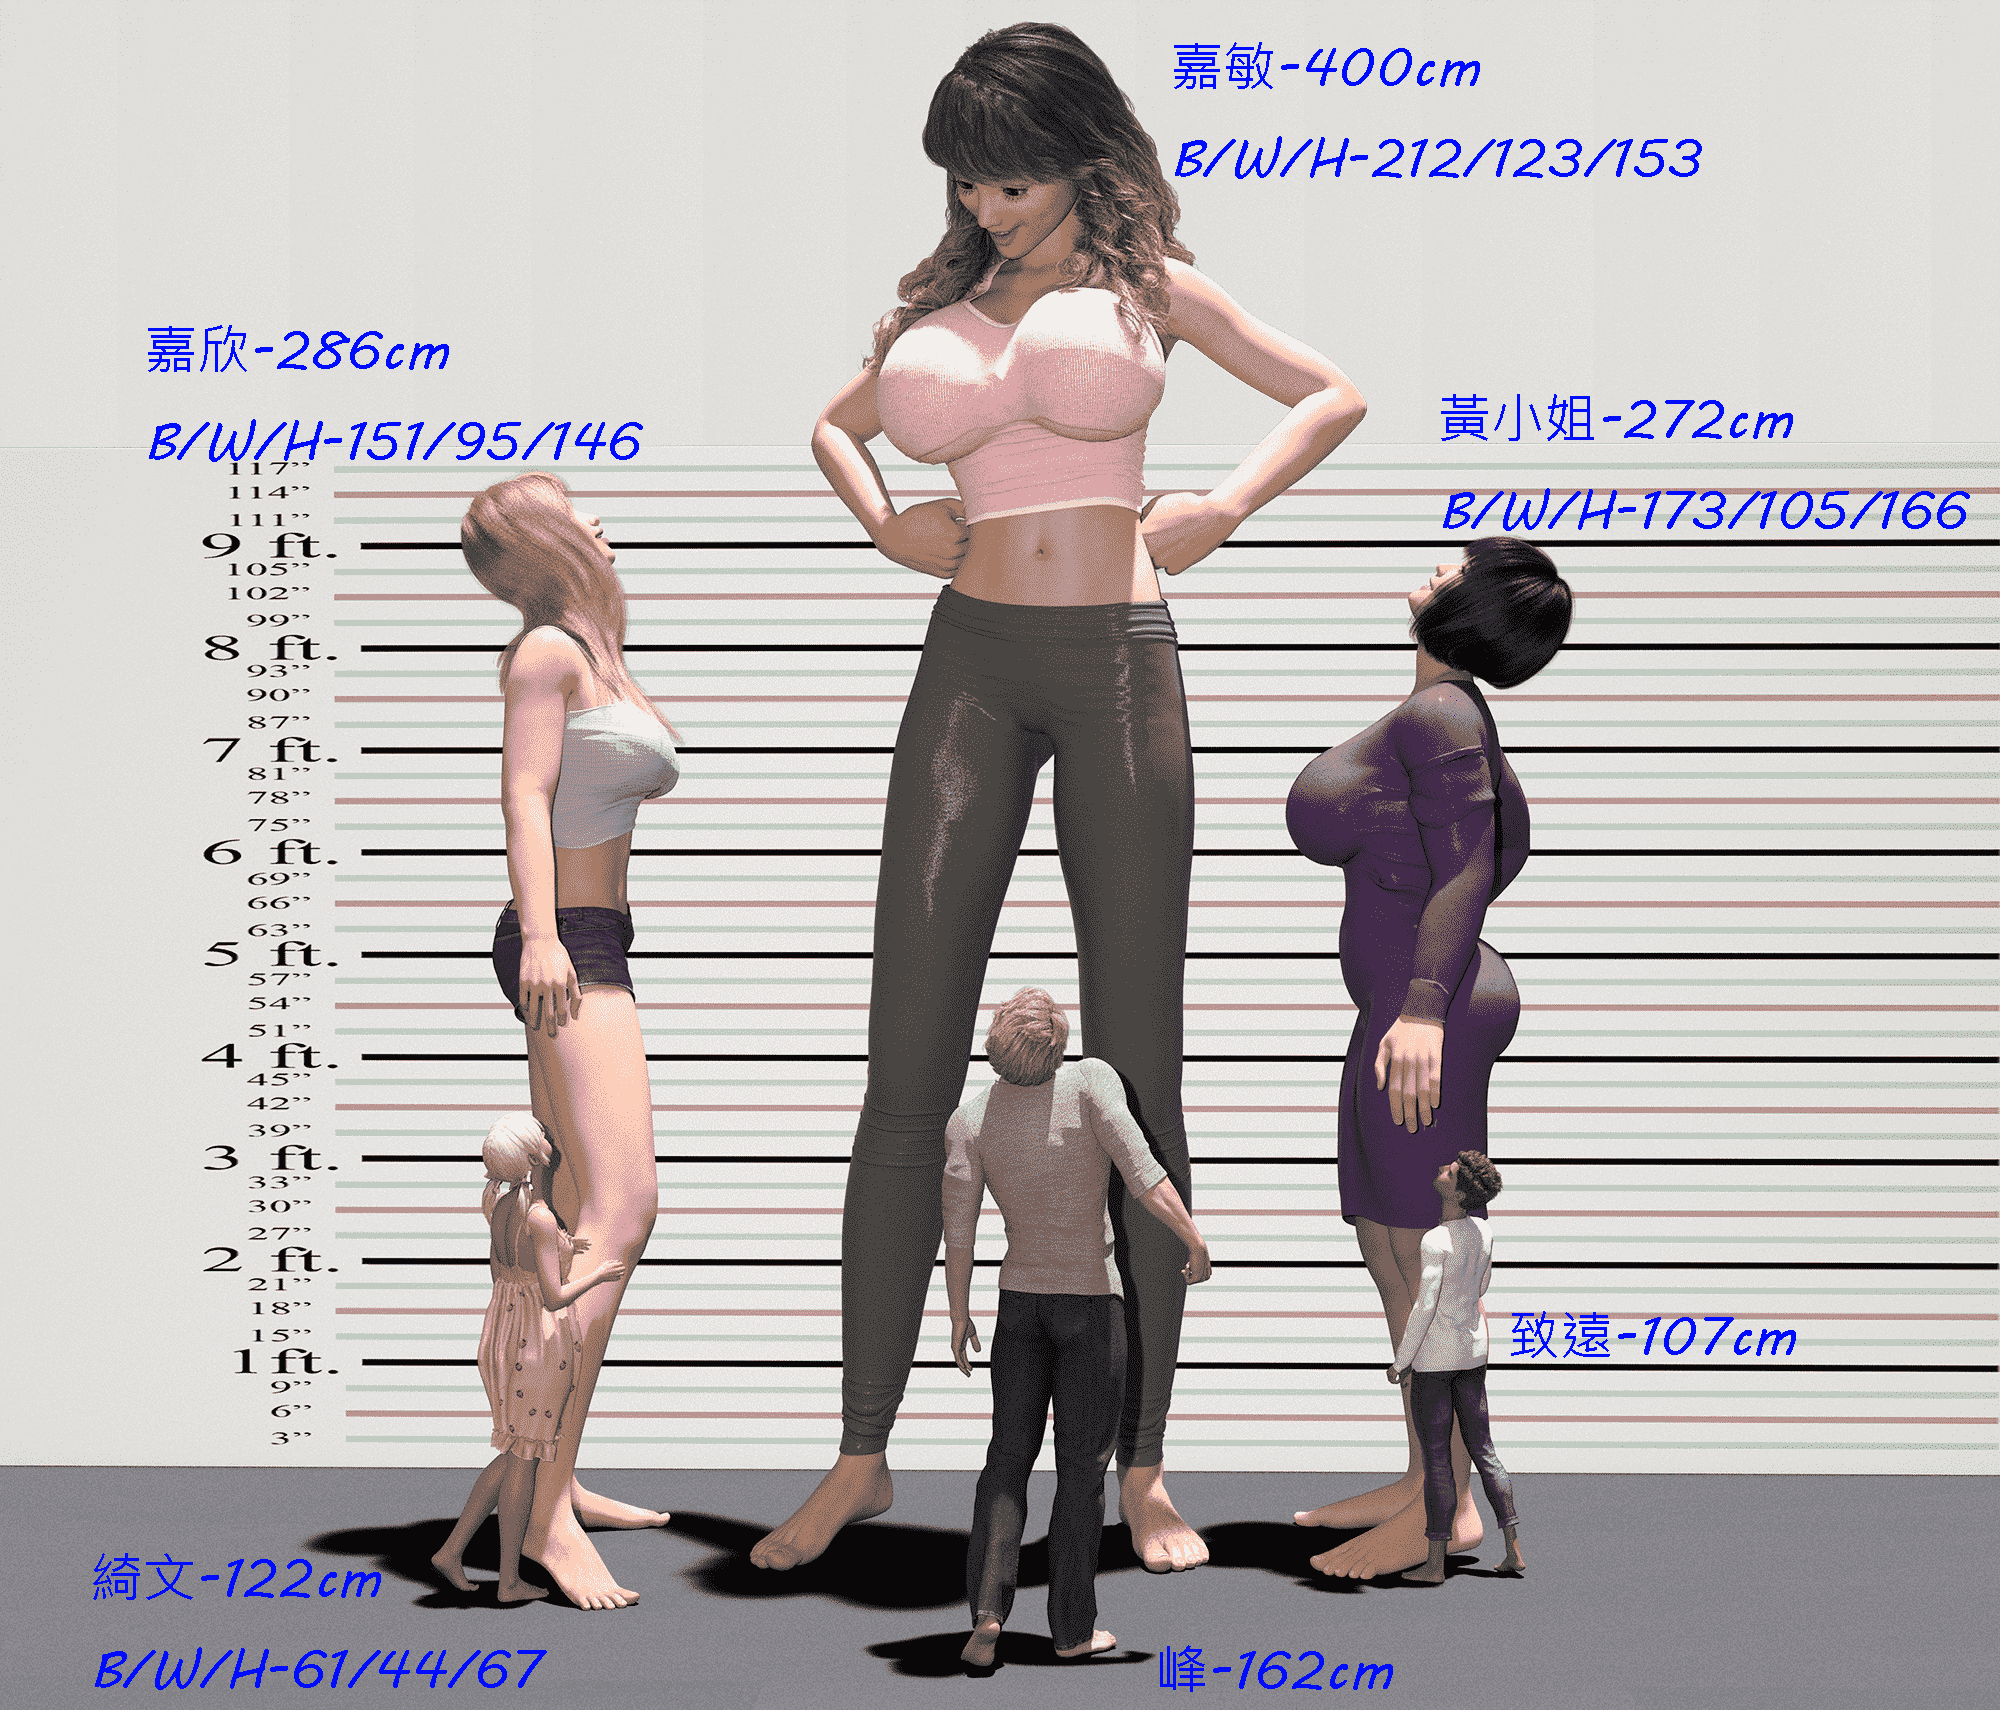 嘉敏-400cm
B/W/H-212/123/153
嘉欣-286cm
B/W/H-151/95/146
黃小姐-272cm
B/W/H-173/105/166
117”
114”
111”
9 ft.
105”
102”
99”
8 ft.
93”
90”
87”
7 ft.
81”
78”
75”
6 ft.
69”
66”
63”
5 ft.
57”
54”
51”
4 ft.
45”
42”
39”
3 ft.
33”
30”
27”
2 ft.
21”
18”
15”
1 ft.
9”
6”
3”
致遠-107cm
綺文-122cm
B/W/H-61/44/67
峰-162cm